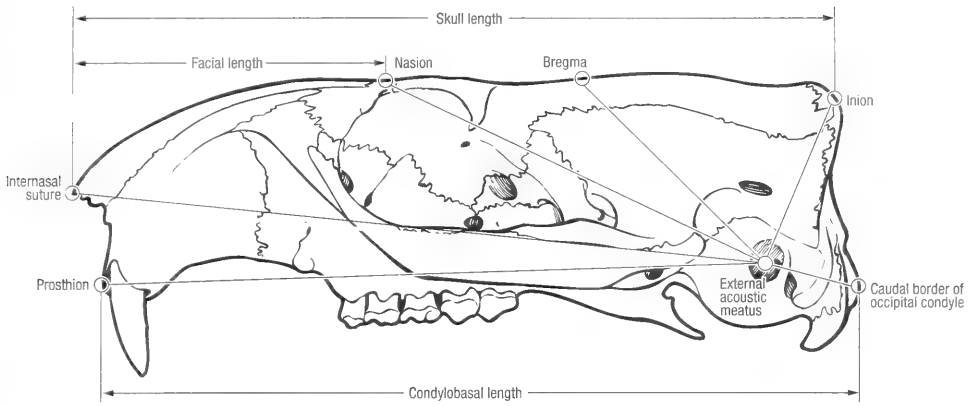 Skull length
Facial length
Nasion
Bregma
Inion
Internasal
suture
Prosthion
External
acoustic
meatus
Caudal border of
occipital condyle
Condylobasal length